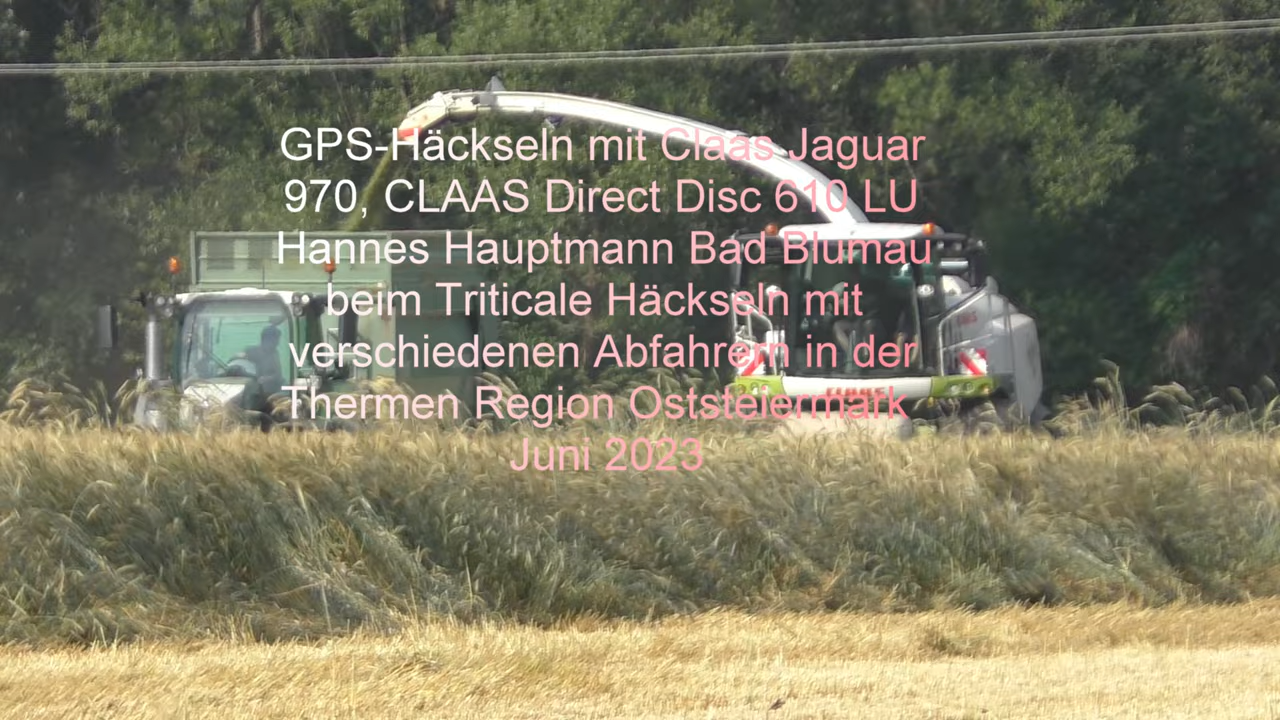 GPS-Häckseln mit Claas Jaguar
970, CLAAS Direct Disc 610 LU
Hannes Hauptmann Bad Blumau
beim Triticale Häckseln mit
verschiedenen Abfahrern in der
Thermen Region Oststeiermark
Juni 2023
CLAAS